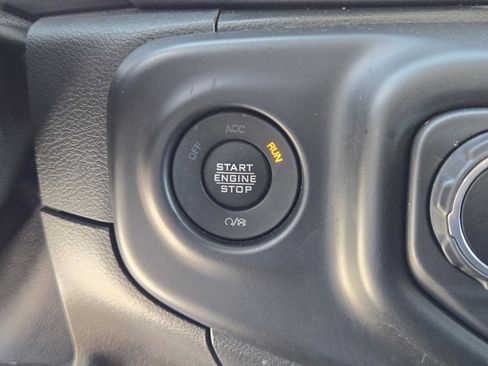 ACC
OFF
RUN
START
ENGINE
STOP